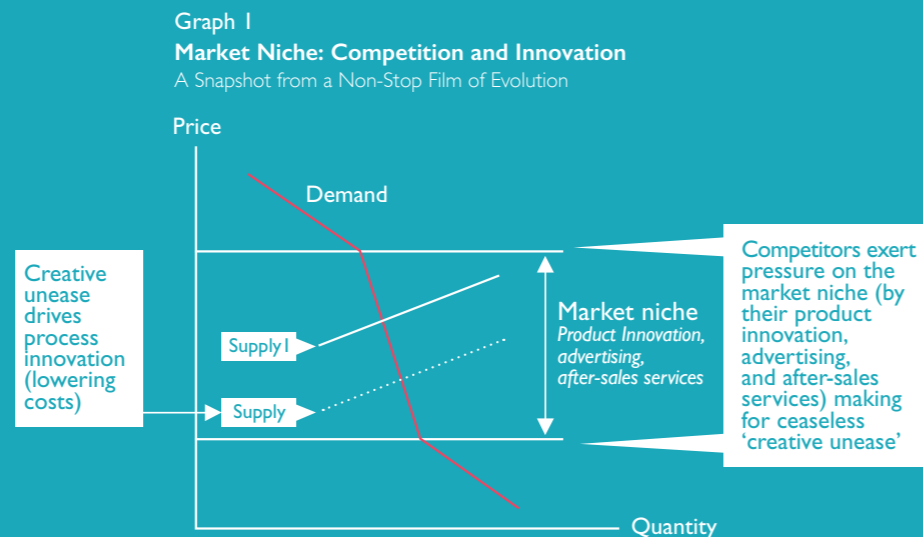 Graph 1
Market Niche: Competition and Innovation
A Snapshot from a Non-Stop Film of Evolution
Price
Demand
Creative
unease
drives
process
innovation
(lowering
costs)
Supply1
Supply
Market niche
Product Innovation,
advertising,
after-sales services
Competitors exert
pressure on the
market niche (by
their product
innovation,
advertising,
and after-sales
services) making
for ceaseless
‘creative unease’
Quantity